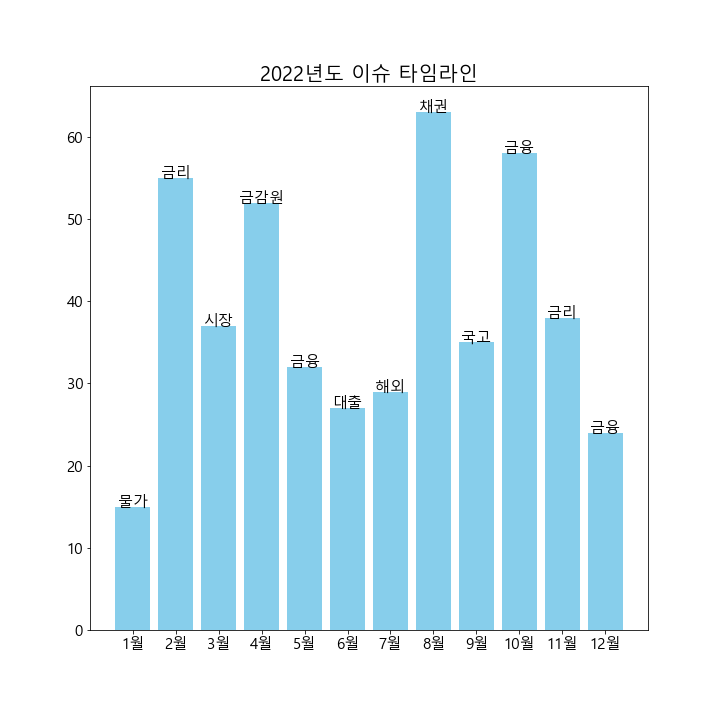 2022년도 이슈 타임라인
60
50
40
30
20
10
0
물가
금리
시장
금감원
금융
대출
해외
채권
국고
금융
금리
금융
1월 2월 3월 4월 5월 6월 7월 8월 9월 10월 11월 12월